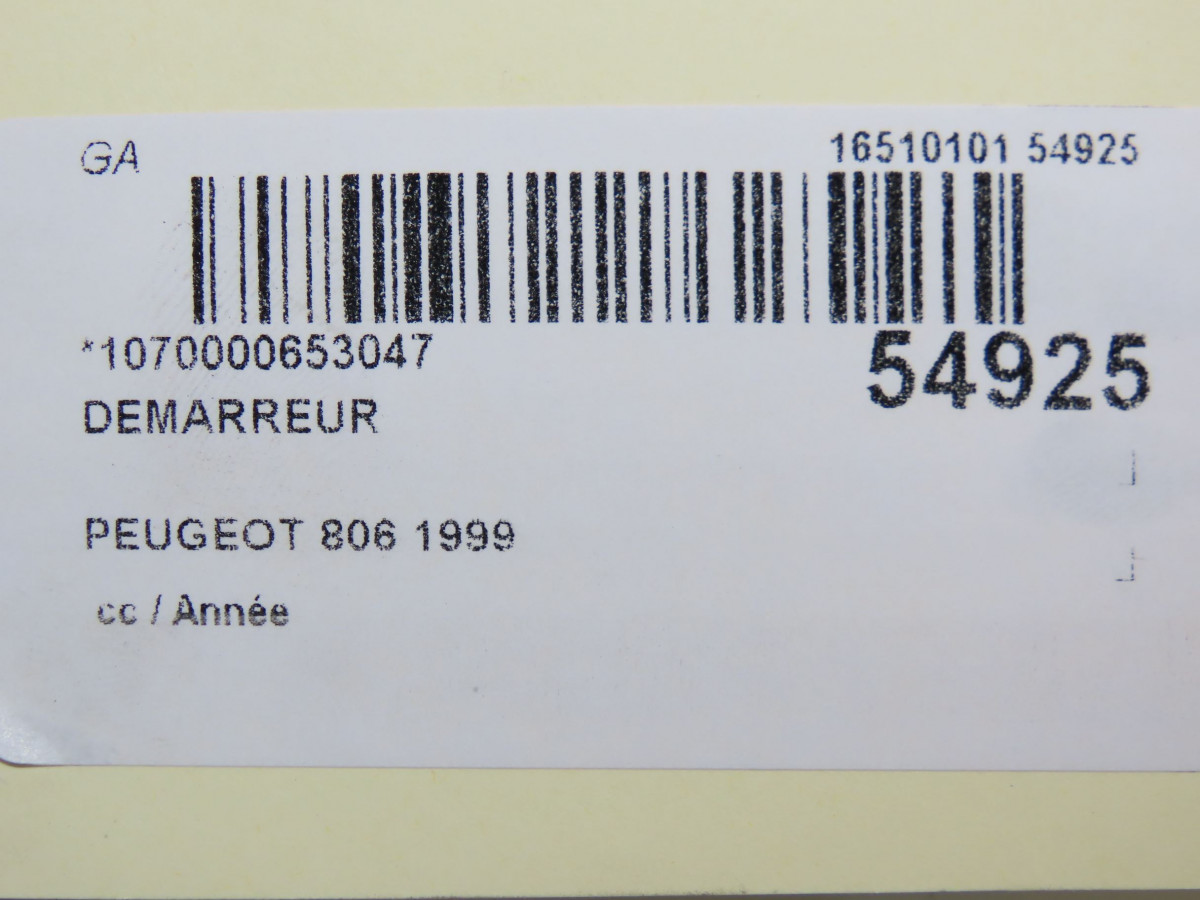 GA
16510101 54925
*1070000653047
54925
DEMARREUR
PEUGEOT 806 1999
cc / Année